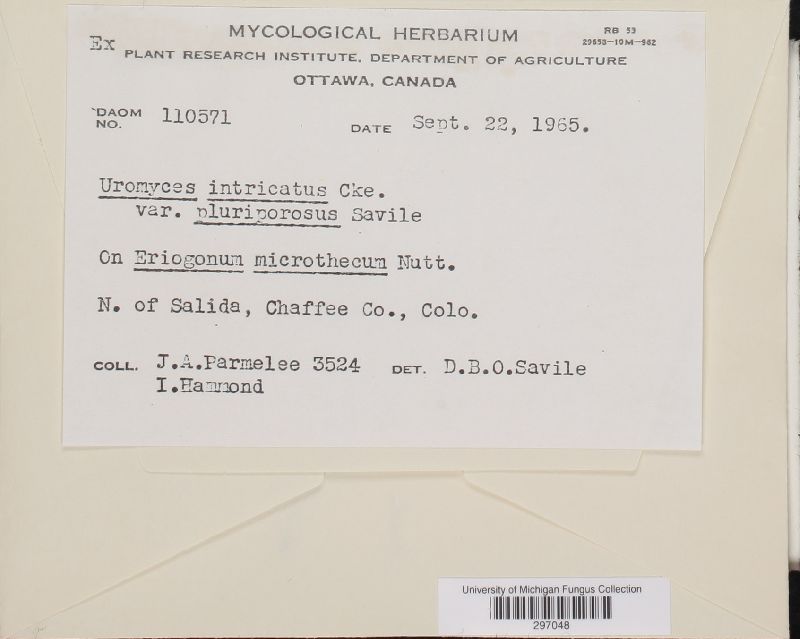 Ex
MYCOLOGICAL HERBARIUM
RB 53
29653—10M—962
PLANT RESEARCH INSTITUTE, DEPARTMENT OF AGRICULTURE
OTTAWA, CANADA
DAOM NO. 110571
DATE Sept. 22, 1965.
Uromyces intricatus Cke.
var. pluriporosus Savile
On Eriogonum microthecum Nutt.
N. of Salida, Chaffee Co., Colo.
COLL. J.A.Parmelee 3524 DET. D.B.O.Savile
I.Hammond
University of Michigan Fungus Collection
297048